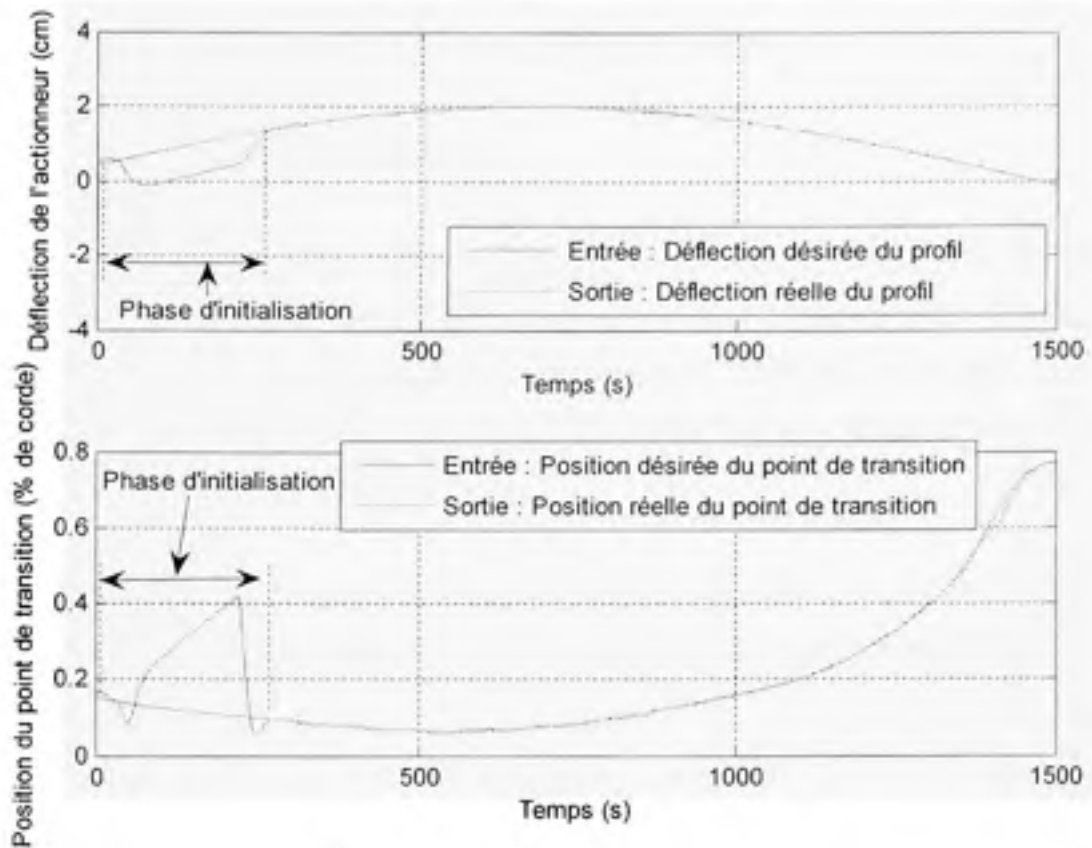 Déflection de l'actionneur (cm)
4
2
0
-2
-4
Entrée : Déflection désirée du profil
Sortie : Déflection réelle du profil
Phase d'initialisation
0
500
1000
1500
Temps (s)
Position du point de transition (% de corde)
0.8
0.6
0.4
0.2
0
Entrée : Position désirée du point de transition
Sortie : Position réelle du point de transition
Phase d'initialisation
0
500
1000
1500
Temps (s)